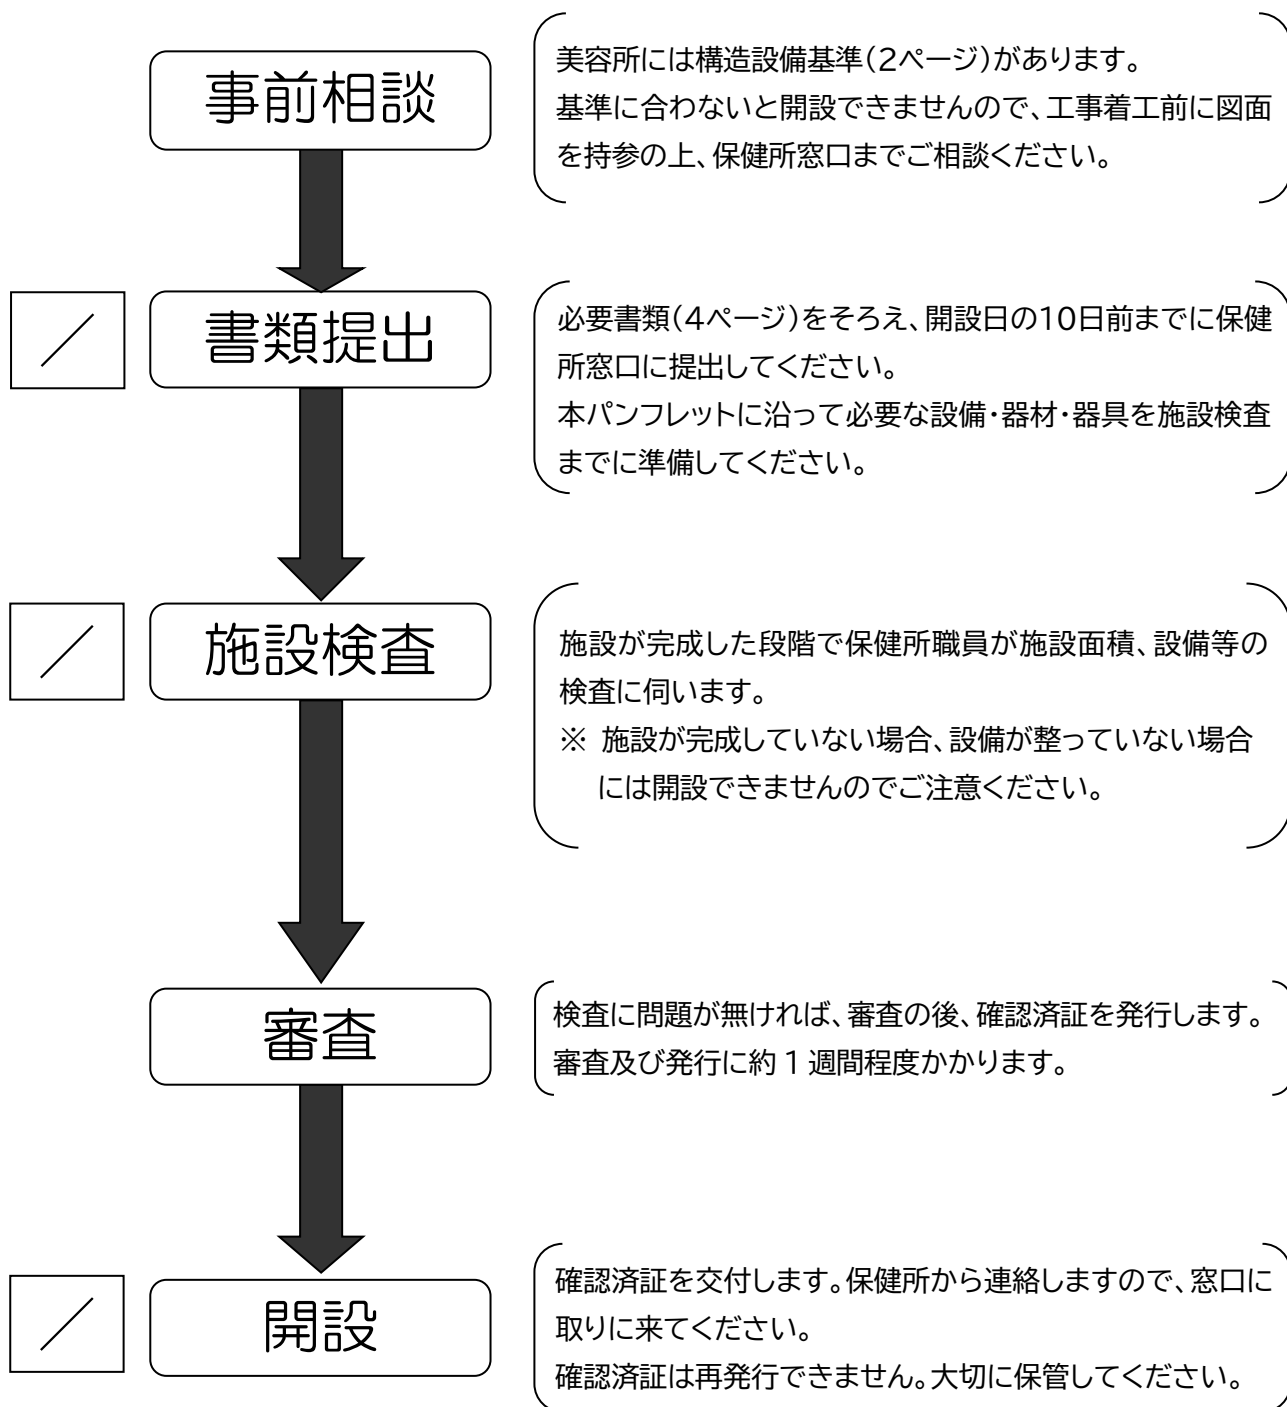 事前相談
美容所には構造設備基準(2ページ)があります。
基準に合わないと開設できませんので、工事着工前に図面
を持参の上、保健所窓口までご相談ください。
／
書類提出
必要書類(4ページ)をそろえ、開設日の10日前までに保健
所窓口に提出してください。
本パンフレットに沿って必要な設備・器材・器具を施設検査
までに準備してください。
／
施設検査
施設が完成した段階で保健所職員が施設面積、設備等の
検査に伺います。
※ 施設が完成していない場合、設備が整っていない場合
には開設できませんのでご注意ください。
審査
検査に問題が無ければ、審査の後、確認済証を発行します。
審査及び発行に約1週間程度かかります。
／
開設
確認済証を交付します。保健所から連絡しますので、窓口に
取りに来てください。
確認済証は再発行できません。大切に保管してください。